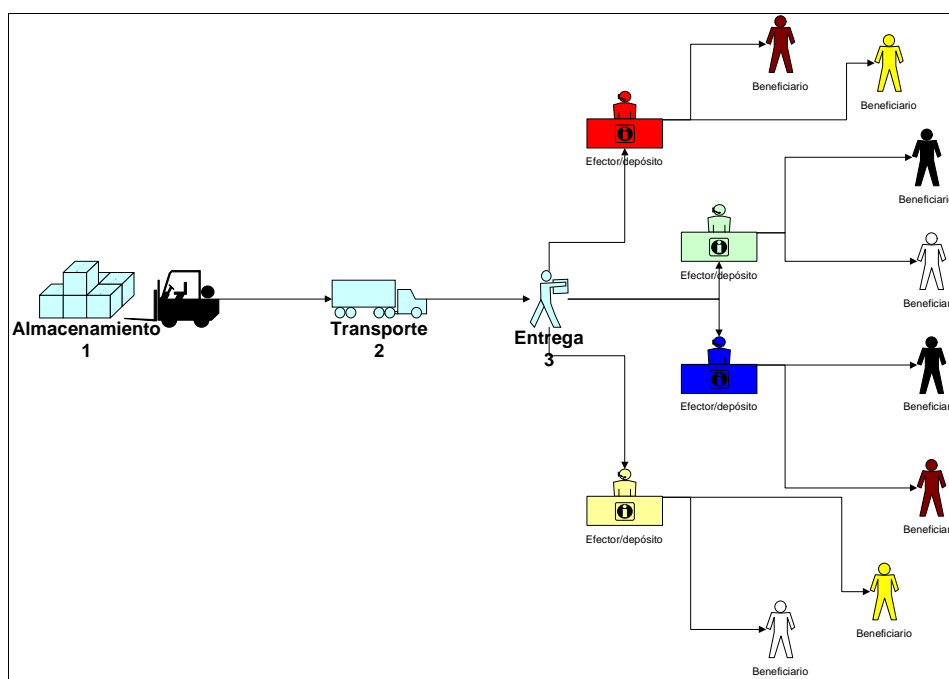 Beneficiario
Beneficiario
Efector/depósito
Beneficiario
Efector/depósito
Beneficiario
Almacenamiento
1
Transporte
2
Entrega
3
Efector/depósito
Beneficiario
Beneficiario
Efector/depósito
Beneficiario
Beneficiario